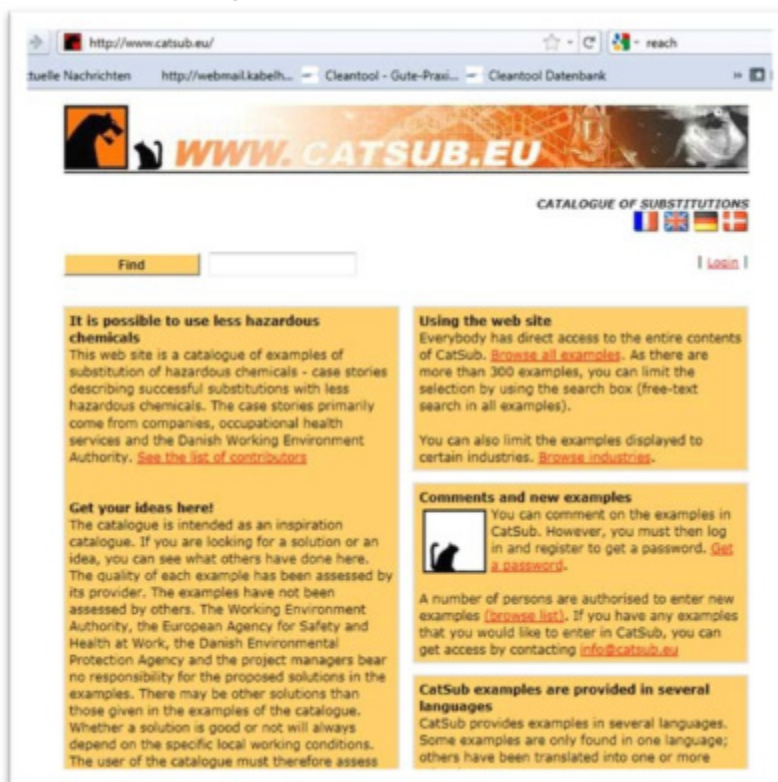 http://www.catsub.eu/
reach
tuelle Nachrichten http://webmail.kabelh... Cleantool - Gute-Praxi... Cleantool Datenbank »
WWW.CATSUB.EU
CATALOGUE OF SUBSTITUTIONS
Find
| Login |
It is possible to use less hazardous
chemicals
This web site is a catalogue of examples of
substitution of hazardous chemicals - case stories
describing successful substitutions with less
hazardous chemicals. The case stories primarily
come from companies, occupational health
services and the Danish Working Environment
Authority. See the list of contributors
Get your ideas here!
The catalogue is intended as an inspiration
catalogue. If you are looking for a solution or an
idea, you can see what others have done here.
The quality of each example has been assessed by
its provider. The examples have not been
assessed by others. The Working Environment
Authority, the European Agency for Safety and
Health at Work, the Danish Environmental
Protection Agency and the project managers bear
no responsibility for the proposed solutions in the
examples. There may be other solutions than
those given in the examples of the catalogue.
Whether a solution is good or not will always
depend on the specific local working conditions.
The user of the catalogue must therefore assess
Using the web site
Everybody has direct access to the entire contents
of CatSub. Browse all examples. As there are
more than 300 examples, you can limit the
selection by using the search box (free-text
search in all examples).
You can also limit the examples displayed to
certain industries. Browse industries.
Comments and new examples
You can comment on the examples in
CatSub. However, you must then log
in and register to get a password. Get
a password.
A number of persons are authorised to enter new
examples (browse list). If you have any examples
that you would like to enter in CatSub, you can
get access by contacting info@catsub.eu
CatSub examples are provided in several
languages
CatSub provides examples in several languages.
Some examples are only found in one language;
others have been translated into one or more